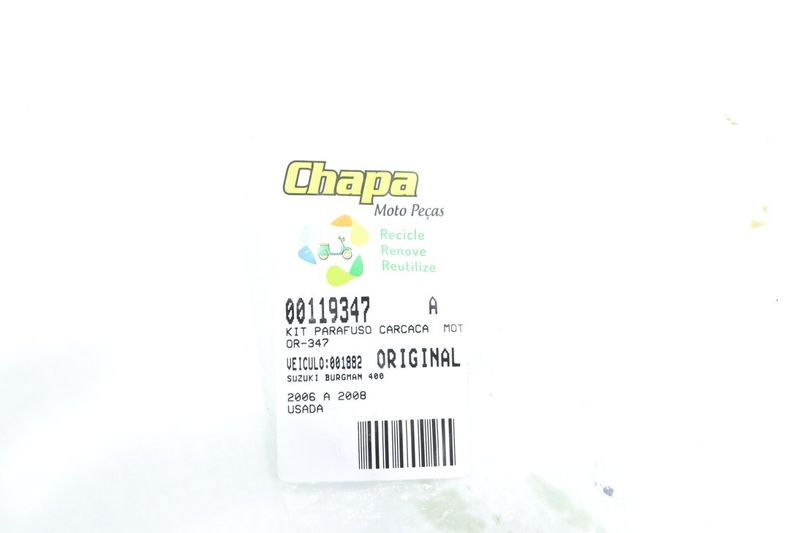 Chapa
Moto Peças
Recicle
Renove
Reutilize
00119347 A
KIT PARAFUSO CARCACA MOT
OR-347
VEICULO:001882 ORIGINAL
SUZUKI BURGMAN 400
2006 A 2008
USADA